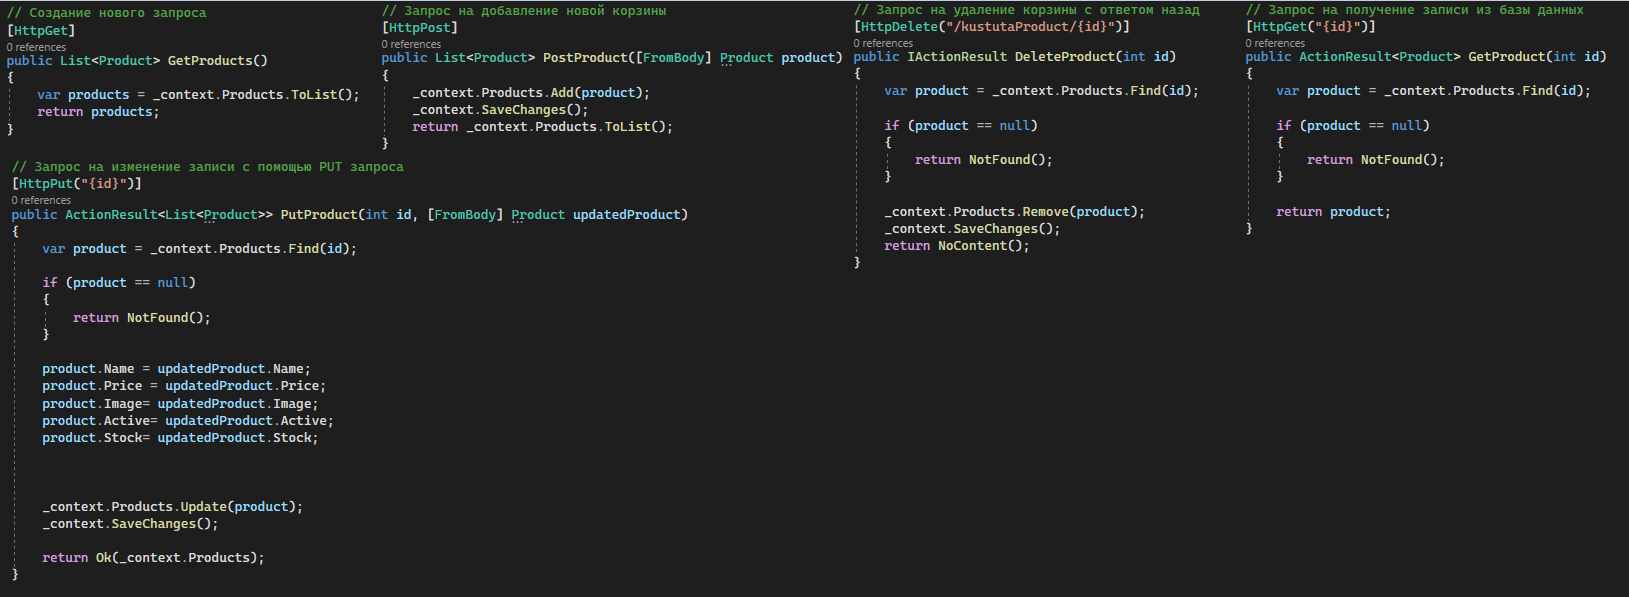 // Создание нового запроса
[HttpGet]
0 references
public List<Product> GetProducts()
{
var products = _context.Products.ToList();
return products;
}
// Запрос на добавление новой корзины
[HttpPost]
0 references
public List<Product> PostProduct([FromBody] Product product)
{
_context.Products.Add(product);
_context.SaveChanges();
return _context.Products.ToList();
}
// Запрос на удаление корзины с ответом назад
[HttpDelete("/kustutaProduct/{id}")]
0 references
public IActionResult DeleteProduct(int id)
{
var product = _context.Products.Find(id);
if (product == null)
{
return NotFound();
}
_context.Products.Remove(product);
_context.SaveChanges();
return NoContent();
}
// Запрос на получение записи из базы данных
[HttpGet("{id}")]
0 references
public ActionResult<Product> GetProduct(int id)
{
var product = _context.Products.Find(id);
if (product == null)
{
return NotFound();
}
return product;
}
// Запрос на изменение записи с помощью PUT запроса
[HttpPut("{id}")]
0 references
public ActionResult<List<Product>> PutProduct(int id, [FromBody] Product updatedProduct)
{
var product = _context.Products.Find(id);
if (product == null)
{
return NotFound();
}
product.Name = updatedProduct.Name;
product.Price = updatedProduct.Price;
product.Image= updatedProduct.Image;
product.Active= updatedProduct.Active;
product.Stock= updatedProduct.Stock;
_context.Products.Update(product);
_context.SaveChanges();
return Ok(_context.Products);
}